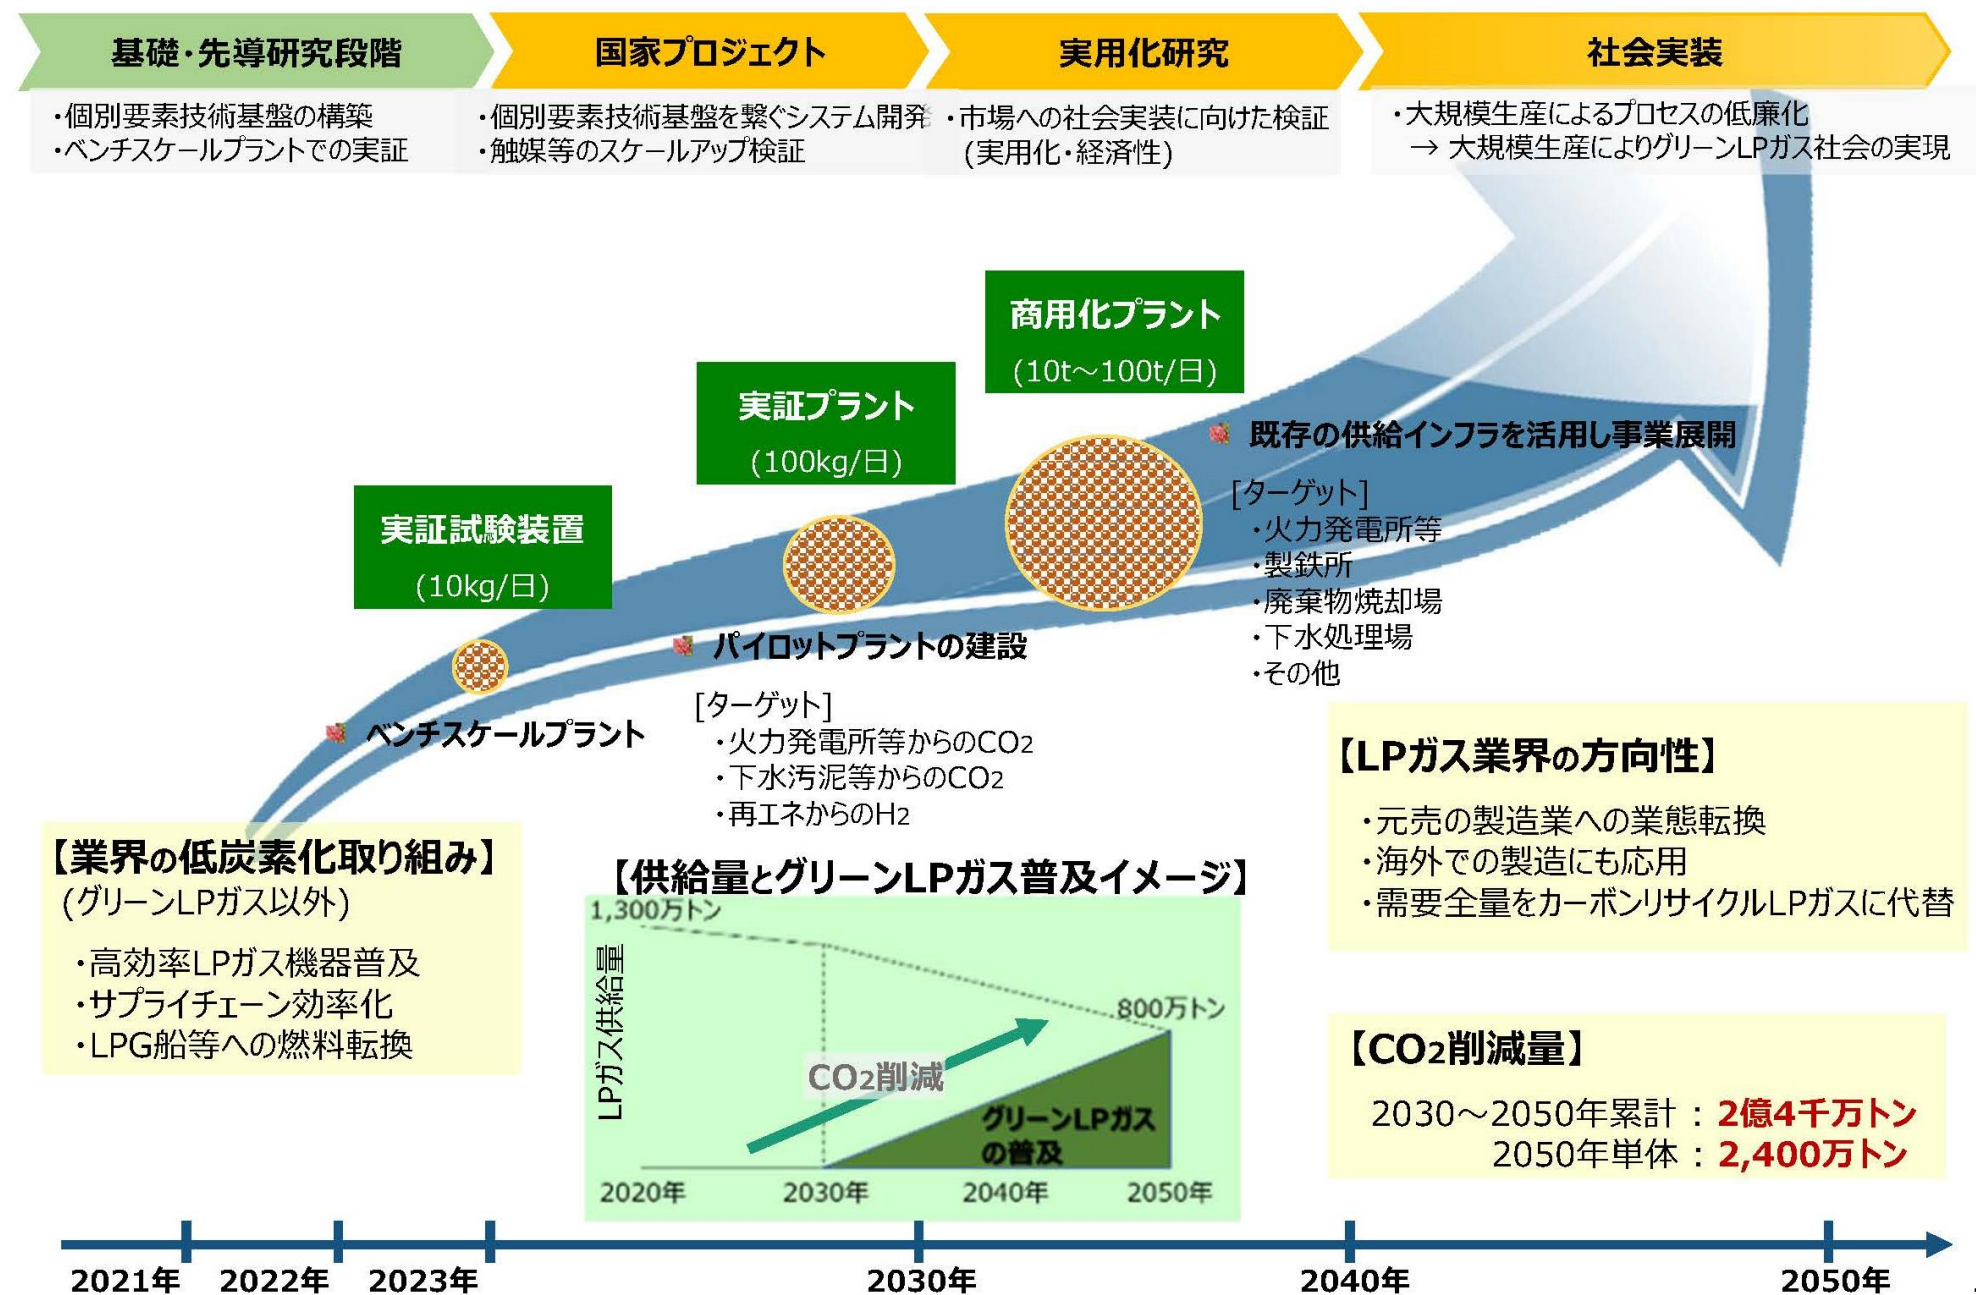 基礎・先導研究段階
国家プロジェクト
実用化研究
社会実装
・個別要素技術基盤の構築
・ベンチスケールプラントでの実証
・個別要素技術基盤を繋ぐシステム開発
・触媒等のスケールアップ検証
・市場への社会実装に向けた検証
(実用化・経済性)
・大規模生産によるプロセスの低廉化
→ 大規模生産によりグリーンLPガス社会の実現
商用化プラント
(10t～100t/日)
実証プラント
(100kg/日)
実証試験装置
(10kg/日)
既存の供給インフラを活用し事業展開
[ターゲット]
・火力発電所等
・製鉄所
・廃棄物焼却場
・下水処理場
・その他
パイロットプラントの建設
[ターゲット]
・火力発電所等からのCO2
・下水汚泥等からのCO2
・再エネからのH2
ベンチスケールプラント
【業界の低炭素化取り組み】
(グリーンLPガス以外)
・高効率LPガス機器普及
・サプライチェーン効率化
・LPG船等への燃料転換
【供給量とグリーンLPガス普及イメージ】
1,300万トン
LPガス供給量
800万トン
CO2削減
グリーンLPガス
の普及
2020年
2030年
2040年
2050年
【LPガス業界の方向性】
・元売の製造業への業態転換
・海外での製造にも応用
・需要全量をカーボンリサイクルLPガスに代替
【CO2削減量】
2030～2050年累計：2億4千万トン
2050年単体：2,400万トン
2021年
2022年
2023年
2030年
2040年
2050年